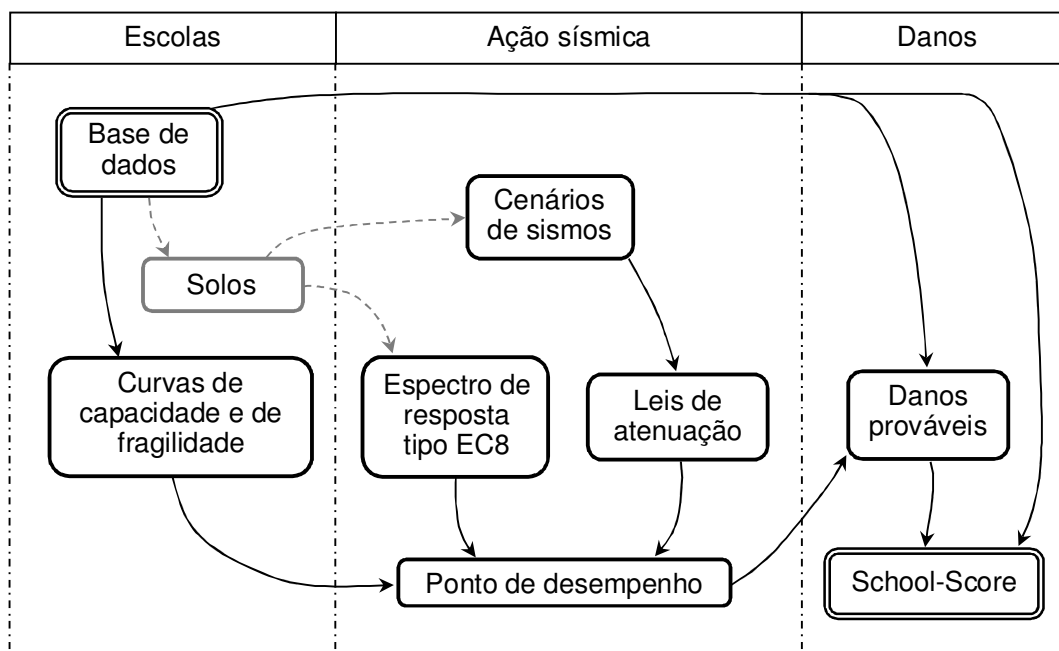 Escolas
Ação sísmica
Danos
Base de
dados
Cenários
de sismos
Solos
Curvas de
capacidade e de
fragilidade
Espectro de
resposta
tipo EC8
Leis de
atenuação
Danos
prováveis
Ponto de desempenho
School-Score